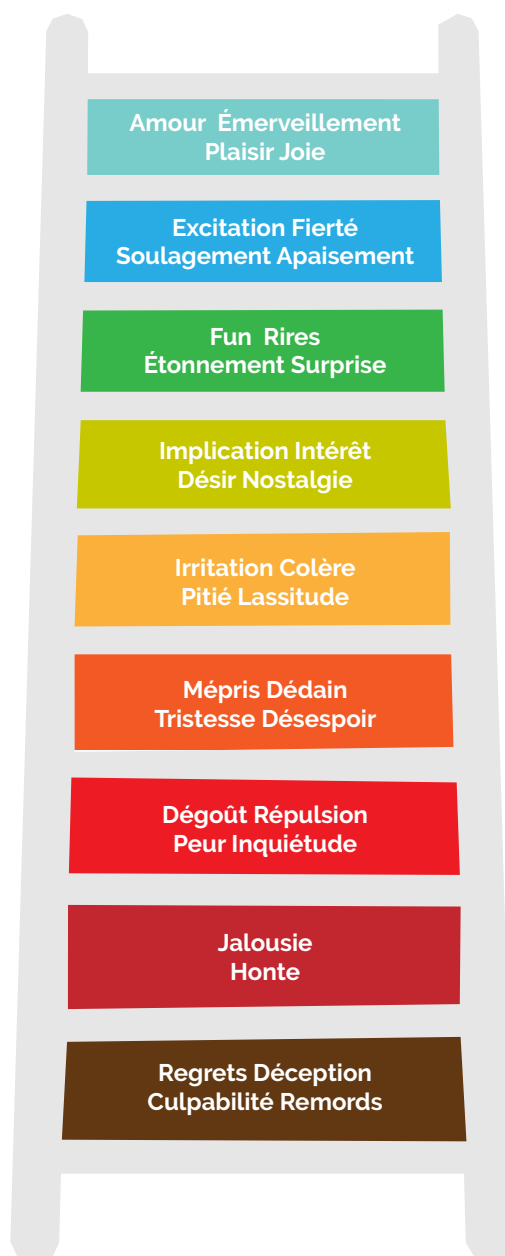 Amour Émerveillement
Plaisir Joie
Excitation Fierté
Soulagement Apaisement
Fun Rires
Étonnement Surprise
Implication Intérêt
Désir Nostalgie
Irritation Colère
Pitié Lassitude
Mépris Dédain
Tristesse Désespoir
Dégoût Répulsion
Peur Inquiétude
Jalousie
Honte
Regrets Déception
Culpabilité Remords